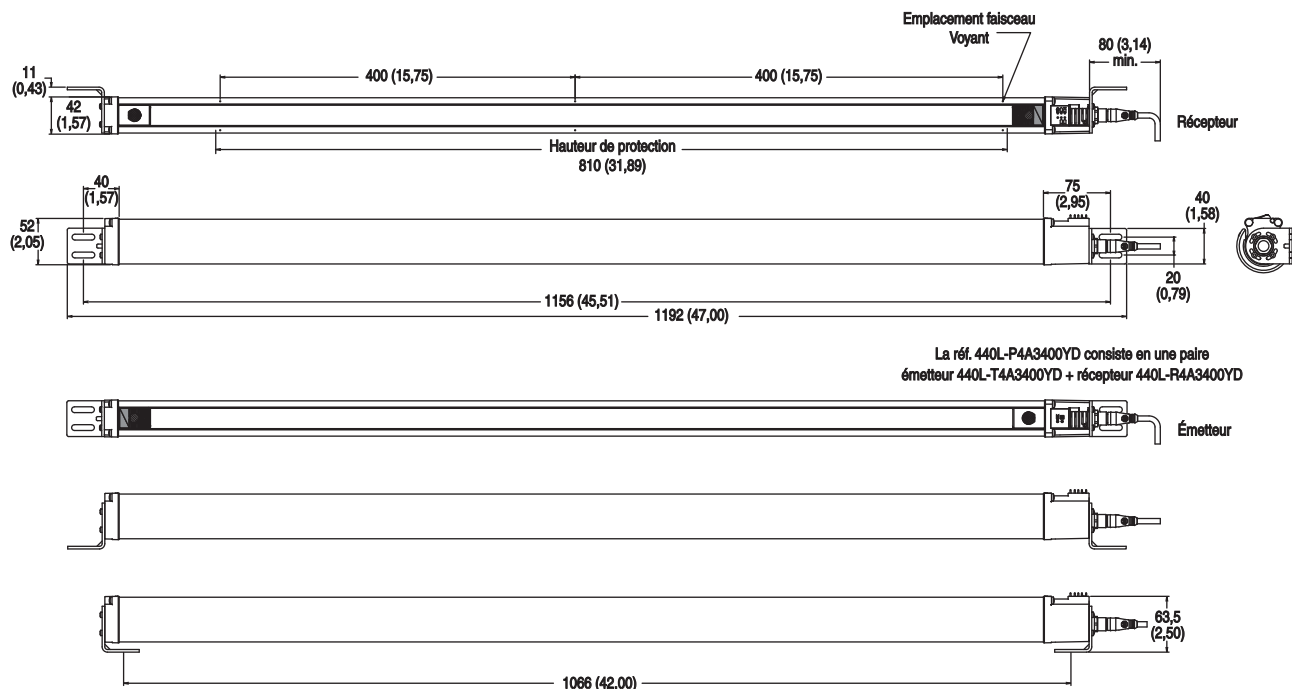 Emplacement faisceau
Voyant
80 (3,14)
min.
11
(0,43)
400 (15,75)
400 (15,75)
42
(1,57)
Récepteur
Hauteur de protection
810 (31,89)
40
(1,57)
75
(2,95)
40
(1,58)
52
(2,05)
20
(0,79)
1156 (45,51)
1192 (47,00)
La réf. 440L-P4A3400YD consiste en une paire
émetteur 440L-T4A3400YD + récepteur 440L-R4A3400YD
Émetteur
63,5
(2,50)
1066 (42,00)